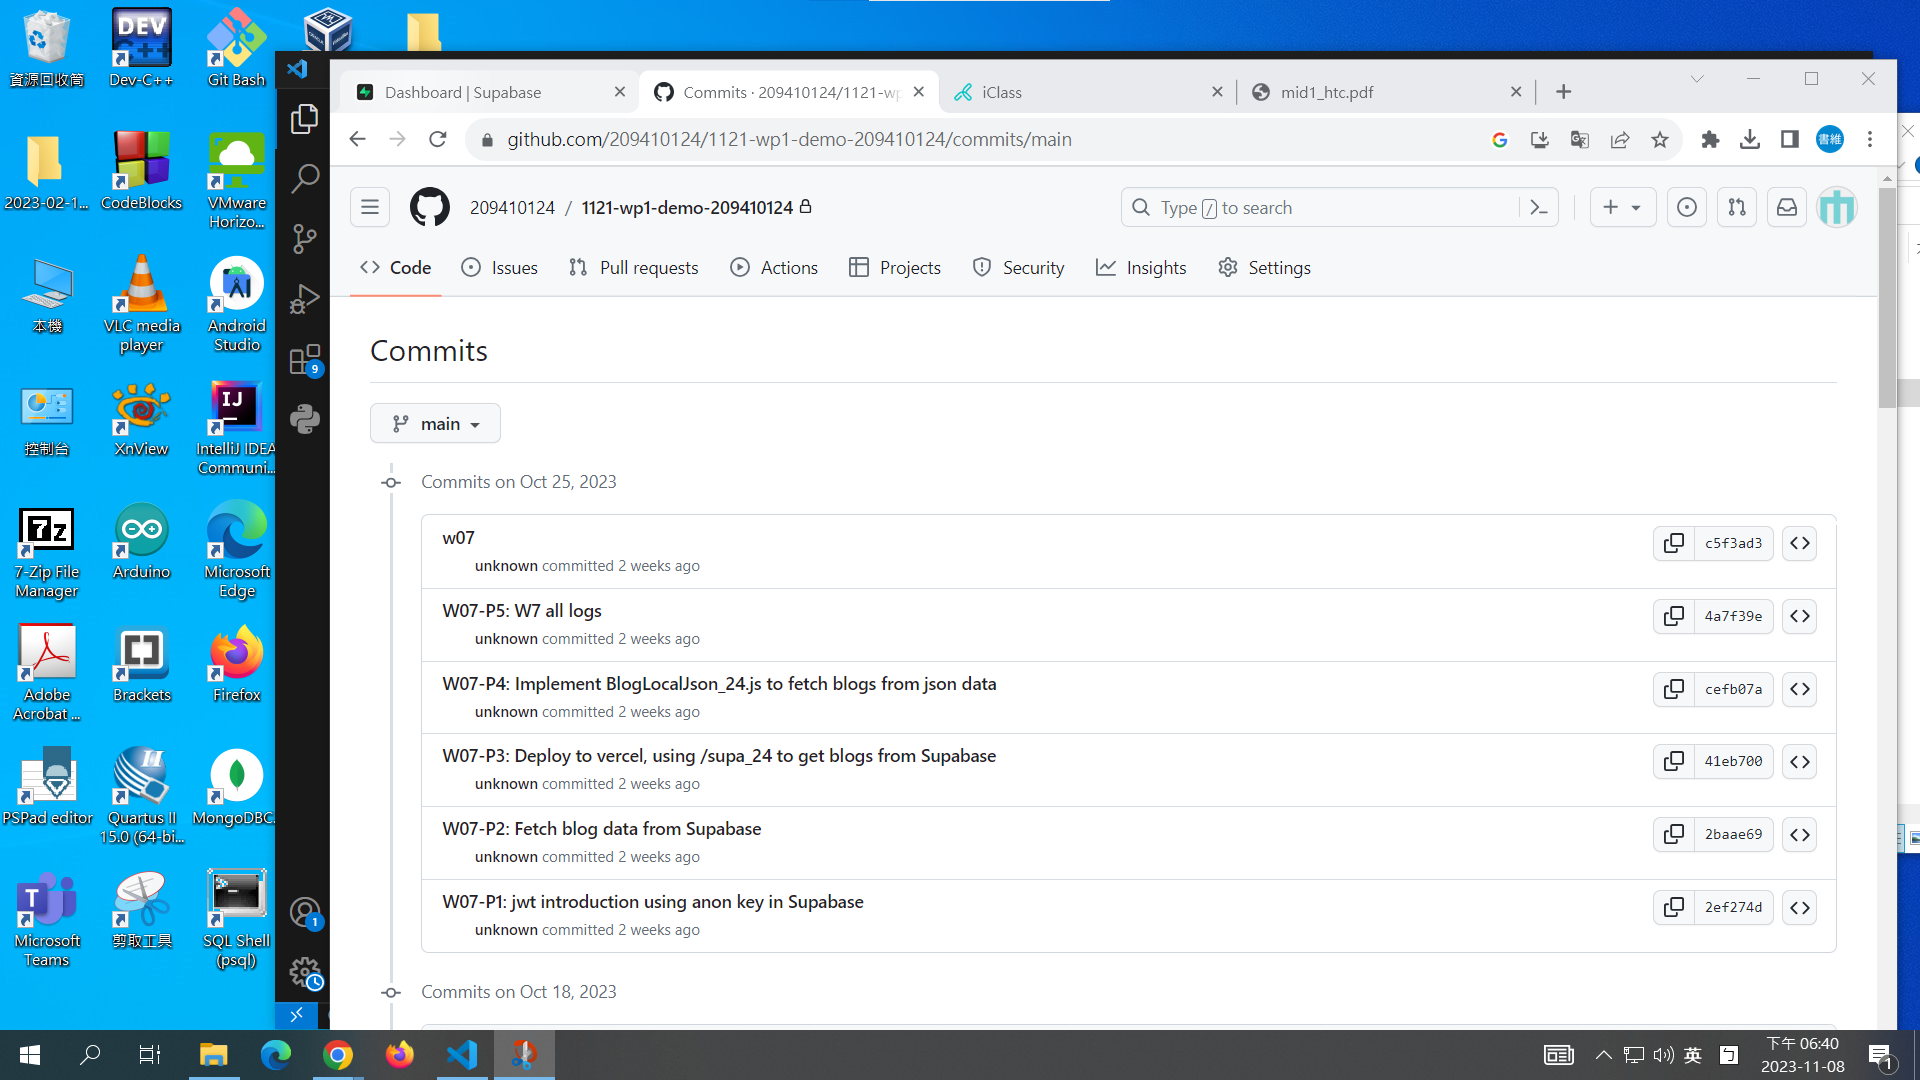 資源回收筒
Dev-C++
Git Bash
2023-02-1...
CodeBlocks
VMware
Horizo...
本機
VLC media
player
Android
Studio
控制台
XnView
IntelliJ IDEA
Communi...
7-Zip File
Manager
Arduino
Microsoft
Edge
Adobe
Acrobat ...
Brackets
Firefox
PSPad editor
Quartus II
15.0 (64-bi...
MongoDBC...
Microsoft
Teams
剪取工具
SQL Shell
(psql)
9
1
Dashboard | Supabase
Commits · 209410124/1121-wp
iClass
mid1_htc.pdf
github.com/209410124/1121-wp1-demo-209410124/commits/main
書維
209410124 / 1121-wp1-demo-209410124
Type / to search
Code
Issues
Pull requests
Actions
Projects
Security
Insights
Settings
Commits
main
Commits on Oct 25, 2023
w07
unknown committed 2 weeks ago
c5f3ad3
W07-P5: W7 all logs
unknown committed 2 weeks ago
4a7f39e
W07-P4: Implement BlogLocalJson_24.js to fetch blogs from json data
unknown committed 2 weeks ago
cefb07a
W07-P3: Deploy to vercel, using /supa_24 to get blogs from Supabase
unknown committed 2 weeks ago
41eb700
W07-P2: Fetch blog data from Supabase
unknown committed 2 weeks ago
2baae69
W07-P1: jwt introduction using anon key in Supabase
unknown committed 2 weeks ago
2ef274d
Commits on Oct 18, 2023
英
下午 06:40
2023-11-08
1